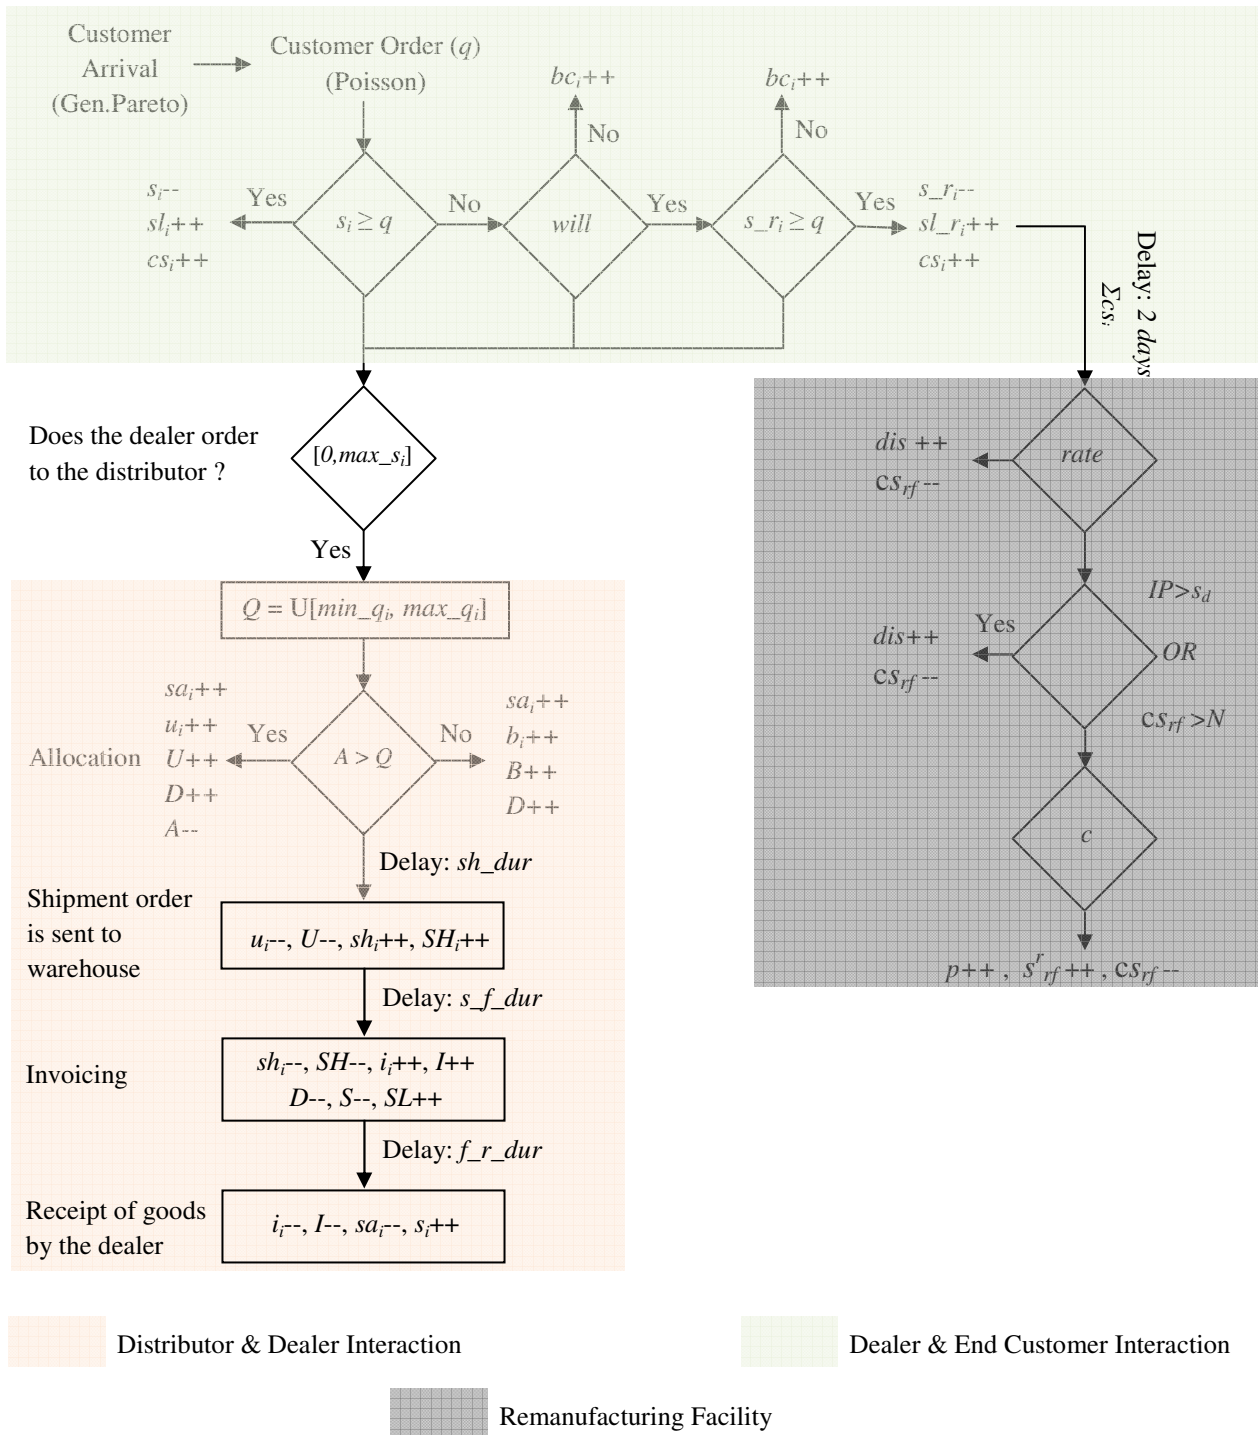 Customer
Arrival
(Gen.Pareto)
Customer Order (q)
(Poisson)
bc_i++
No
bc_i++
No
s_i--
sl_i++
cs_i++
Yes
s_i ≥ q
No
will
Yes
s_r_i ≥ q
Yes
s_r_i--
sl_r_i++
cs_i++
Delay: 2 days
Σcs_i
Does the dealer order
to the distributor ?
[0,max_s_i]
Yes
Q = U[min_q_i, max_q_i]
Allocation
sa_i++
u_i++
U++
D++
A--
Yes
A > Q
No
sa_i++
b_i++
B++
D++
Delay: sh_dur
Shipment order
is sent to
warehouse
u_i--, U--, sh_i++, SH_i++
Delay: s_f_dur
Invoicing
sh_i--, SH--, i_i++, I++
D--, S--, SL++
Delay: f_r_dur
Receipt of goods
by the dealer
i_i--, I--, sa_i--, s_i++
dis ++
cs_rf --
rate
dis++
cs_rf --
Yes
IP>s_d
OR
cs_rf >N
c
p++ , s^r_rf ++ , cs_rf --
Distributor & Dealer Interaction
Dealer & End Customer Interaction
Remanufacturing Facility